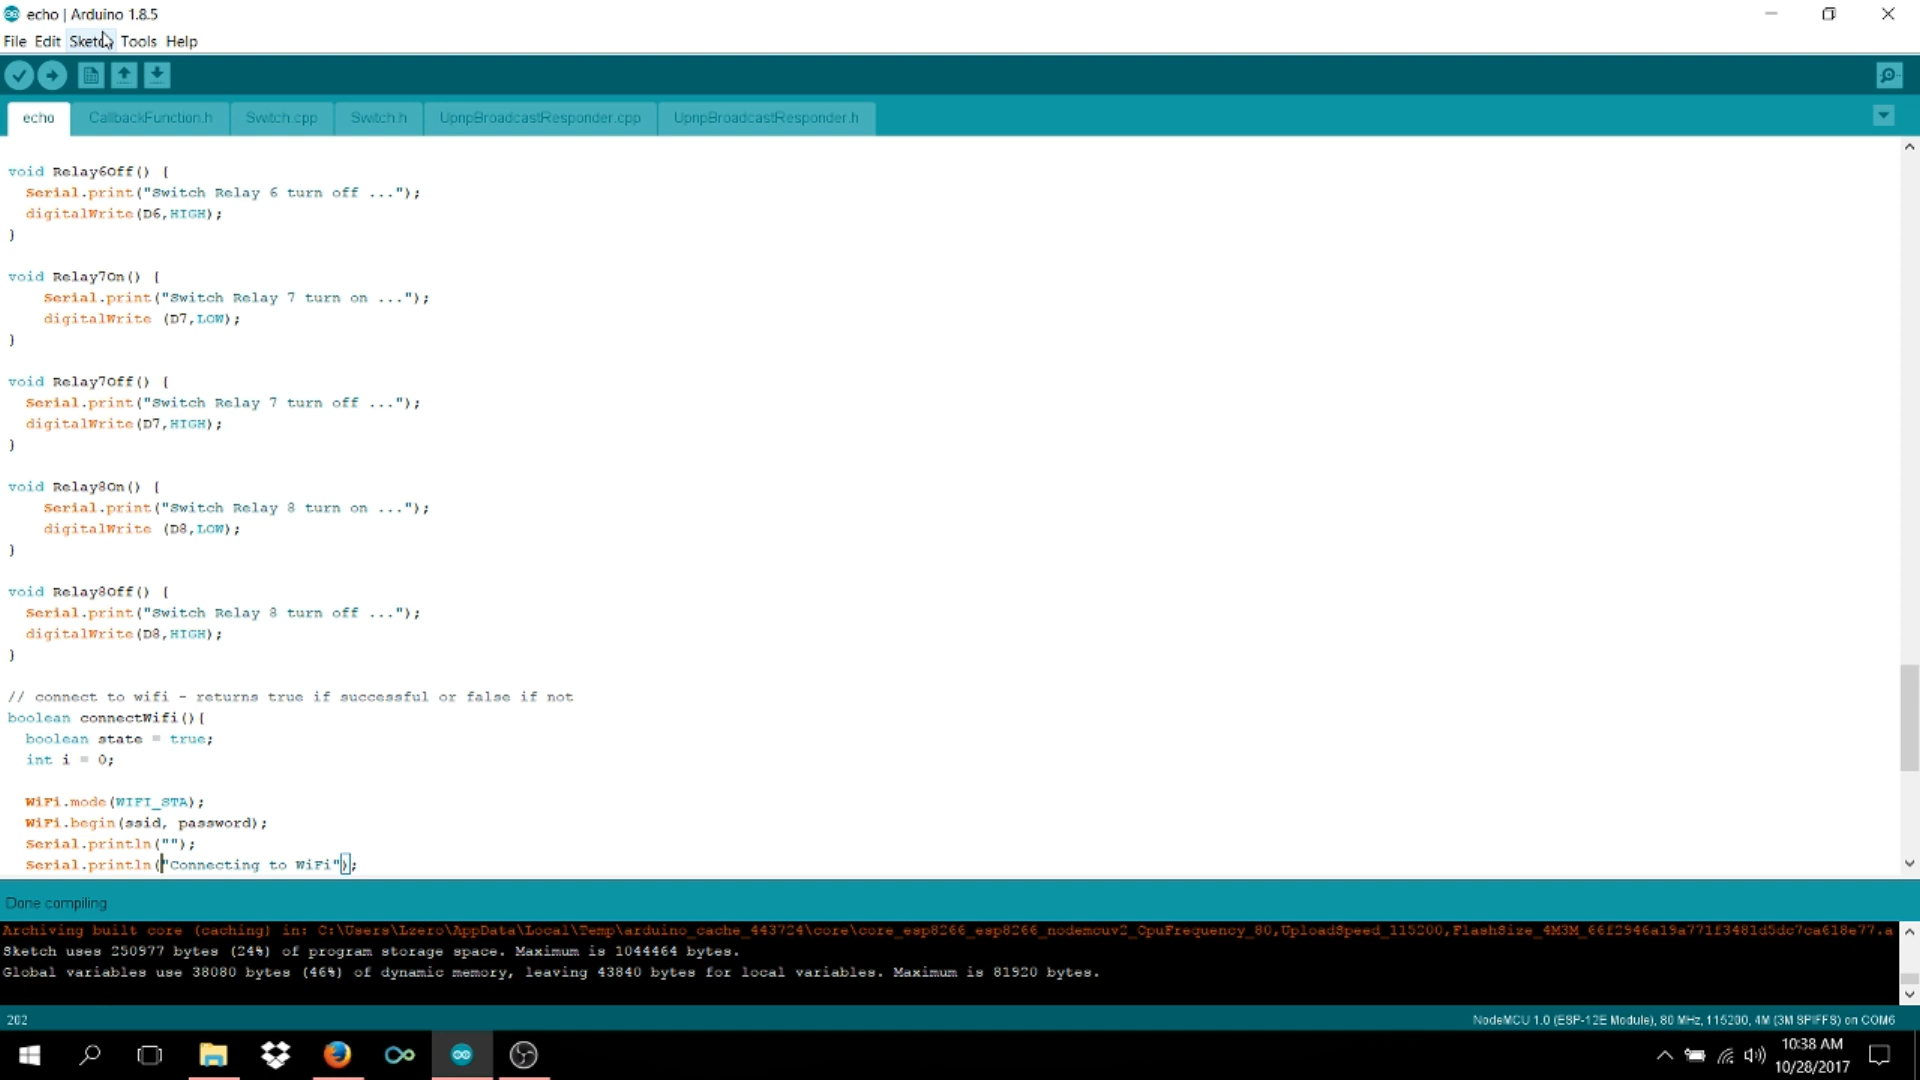 echo | Arduino 1.8.5
File Edit Sketch Tools Help
echo CallbackFunction.h Switch.cpp Switch.h UpnpBroadcastResponder.cpp UpnpBroadcastResponder.h
void Relay6Off() {
Serial.print("Switch Relay 6 turn off ...");
digitalWrite(D6,HIGH);
}
void Relay7On() {
Serial.print("Switch Relay 7 turn on ...");
digitalWrite (D7,LOW);
}
void Relay7Off() {
Serial.print("Switch Relay 7 turn off ...");
digitalWrite(D7,HIGH);
}
void Relay8On() {
Serial.print("Switch Relay 8 turn on ...");
digitalWrite (D8,LOW);
}
void Relay8Off() {
Serial.print("Switch Relay 8 turn off ...");
digitalWrite(D8,HIGH);
}
// connect to wifi - returns true if successful or false if not
boolean connectWifi(){
boolean state = true;
int i = 0;
WiFi.mode(WIFI_STA);
WiFi.begin(ssid, password);
Serial.println("");
Serial.println("Connecting to WiFi");
Done compiling
Archiving built core (caching) in: C:\Users\Lzero\AppData\Local\Temp\arduino_cache_443724\core\core_esp8266_esp8266_nodemcuv2_CpuFrequency_80,UploadSpeed_115200,FlashSize_4M3M_66f2946a19a771f3481d5dc7ca618e77.a
Sketch uses 250977 bytes (24%) of program storage space. Maximum is 1044464 bytes.
Global variables use 38080 bytes (46%) of dynamic memory, leaving 43840 bytes for local variables. Maximum is 81920 bytes.
202
NodeMCU 1.0 (ESP-12E Module), 80 MHz, 115200, 4M (3M SPIFFS) on COM6
10:38 AM
10/28/2017